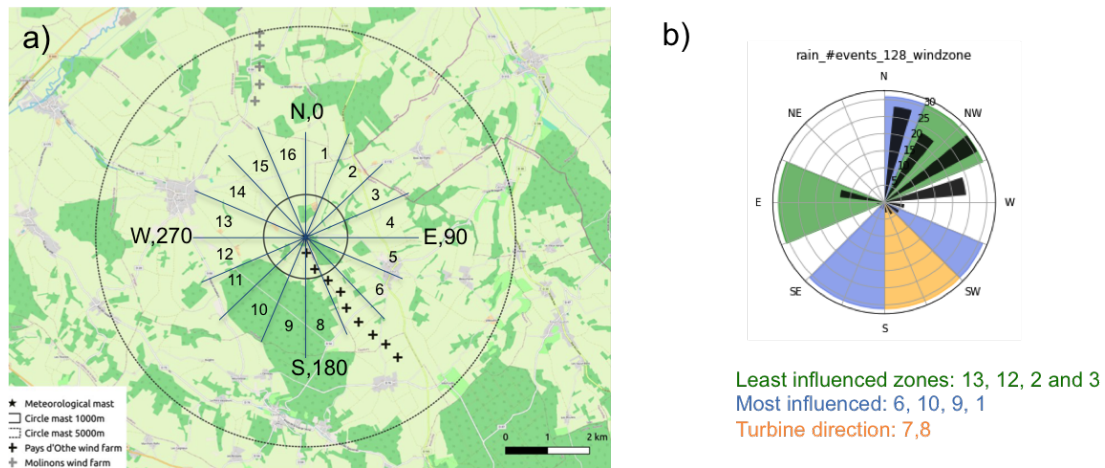 a)
N,0
16
1
15
2
14
3
13
4
W,270
E,90
12
5
11
6
10
9
8
S,180
Meteorological mast
Circle mast 1000m
Circle mast 5000m
Pays d'Othe wind farm
Molinons wind farm
0 1 2 km
b)
rain_#events_128_windzone
N
NE
NW
30
25
20
E
W
SE
SW
S
Least influenced zones: 13, 12, 2 and 3
Most influenced: 6, 10, 9, 1
Turbine direction: 7,8